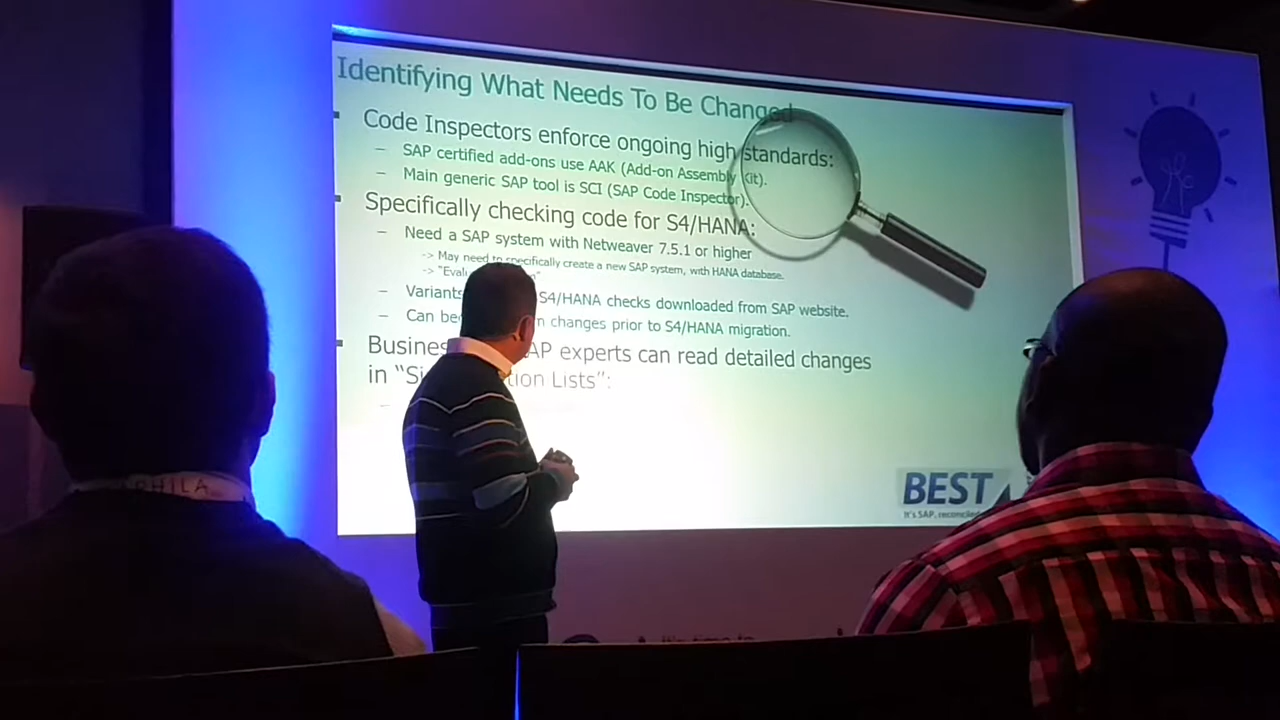 Identifying What Needs To Be Changed
Code Inspectors enforce ongoing high standards:
– SAP certified add-ons use AAK (Add-on Assembly Kit).
– Main generic SAP tool is SCI (SAP Code Inspector).
Specifically checking code for S4/HANA:
– Need a SAP system with Netweaver 7.5.1 or higher
-> May need to specifically create a new SAP system, with HANA database.
->
– Variants S4/HANA checks downloaded from SAP website.
– Can changes prior to S4/HANA migration.
experts can read detailed changes
in Lists”:
BEST
It's SAP, reconciled
PHILA